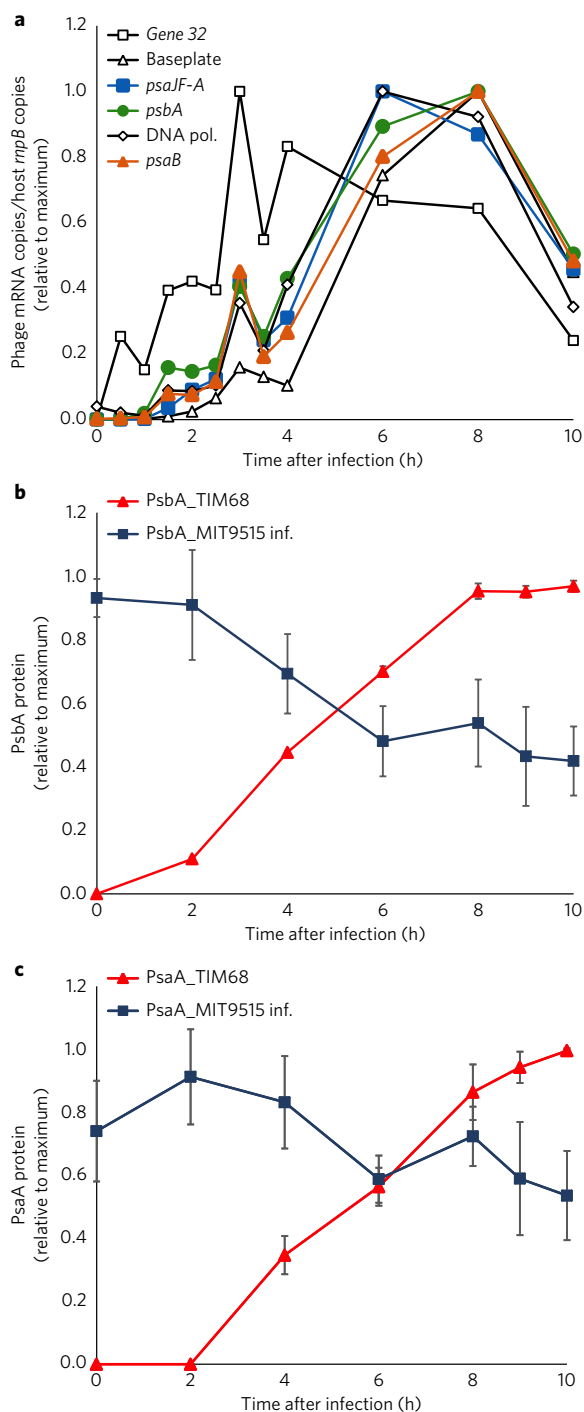 a
Phage mRNA copies/host rnpB copies
(relative to maximum)
1.2
1.0
0.8
0.6
0.4
0.2
0.0
Gene 32
Baseplate
psaJF-A
psbA
DNA pol.
psaB
0 2 4 6 8 10
Time after infection (h)
b
PsbA protein
(relative to maximum)
1.2
1.0
0.8
0.6
0.4
0.2
0.0
PsbA_TIM68
PsbA_MIT9515 inf.
0 2 4 6 8 10
Time after infection (h)
c
PsaA protein
(relative to maximum)
1.2
1.0
0.8
0.6
0.4
0.2
0.0
PsaA_TIM68
PsaA_MIT9515 inf.
0 2 4 6 8 10
Time after infection (h)